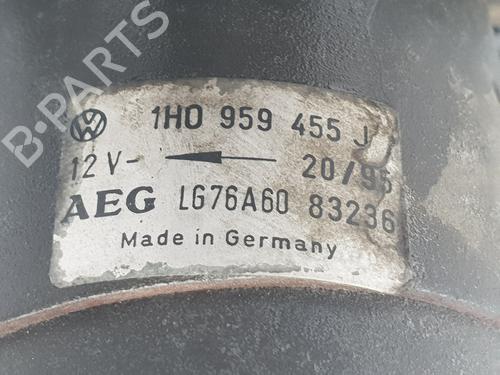 B-PARTS
1H0 959 455 J
12 V- 20/95
AEG LG76A60 83236
Made in Germany